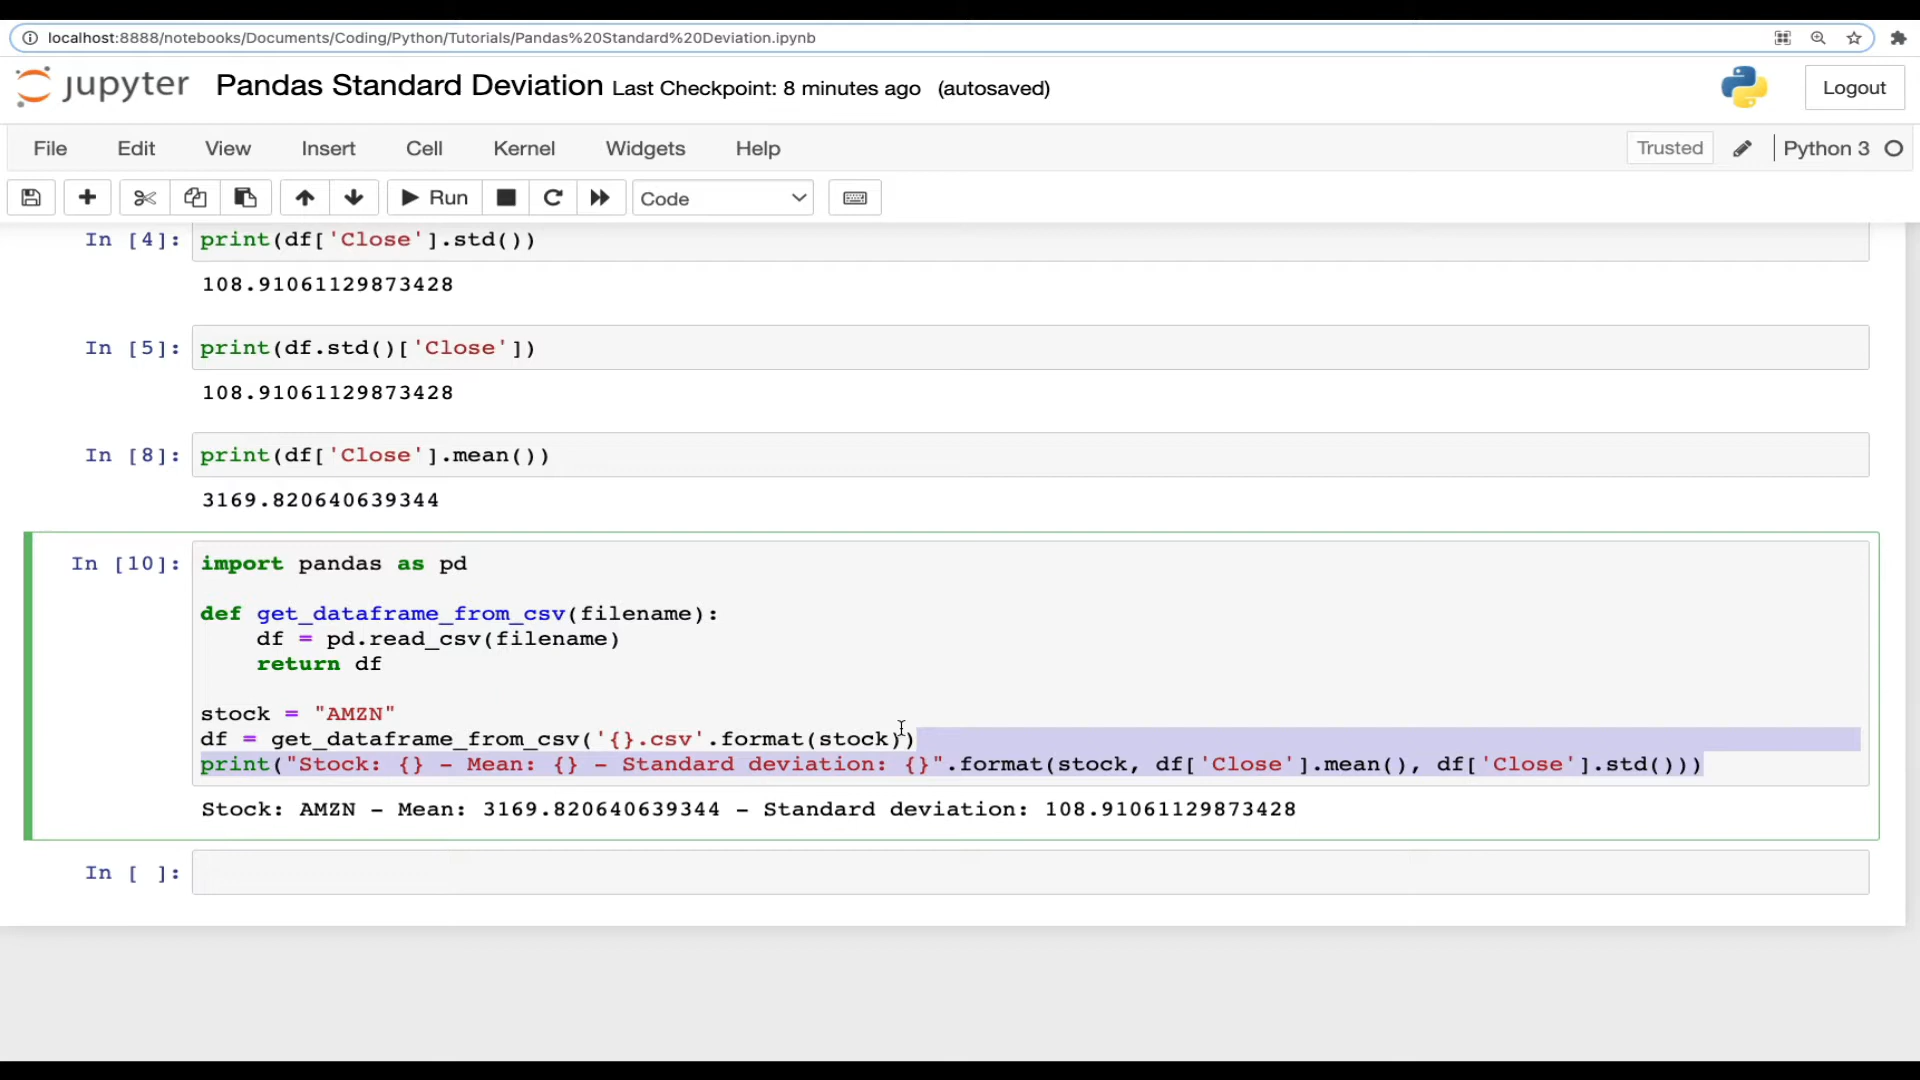 localhost:8888/notebooks/Documents/Coding/Python/Tutorials/Pandas%20Standard%20Deviation.ipynb
jupyter Pandas Standard Deviation Last Checkpoint: 8 minutes ago (autosaved) Logout
File Edit View Insert Cell Kernel Widgets Help Trusted Python 3
Run Code
In [4]: print(df['Close'].std())
108.91061129873428
In [5]: print(df.std()['Close'])
108.91061129873428
In [8]: print(df['Close'].mean())
3169.820640639344
In [10]: import pandas as pd
def get_dataframe_from_csv(filename):
    df = pd.read_csv(filename)
    return df
stock = "AMZN"
df = get_dataframe_from_csv('{}.csv'.format(stock))
print("Stock: {} - Mean: {} - Standard deviation: {}".format(stock, df['Close'].mean(), df['Close'].std()))
Stock: AMZN - Mean: 3169.820640639344 - Standard deviation: 108.91061129873428
In [ ]: